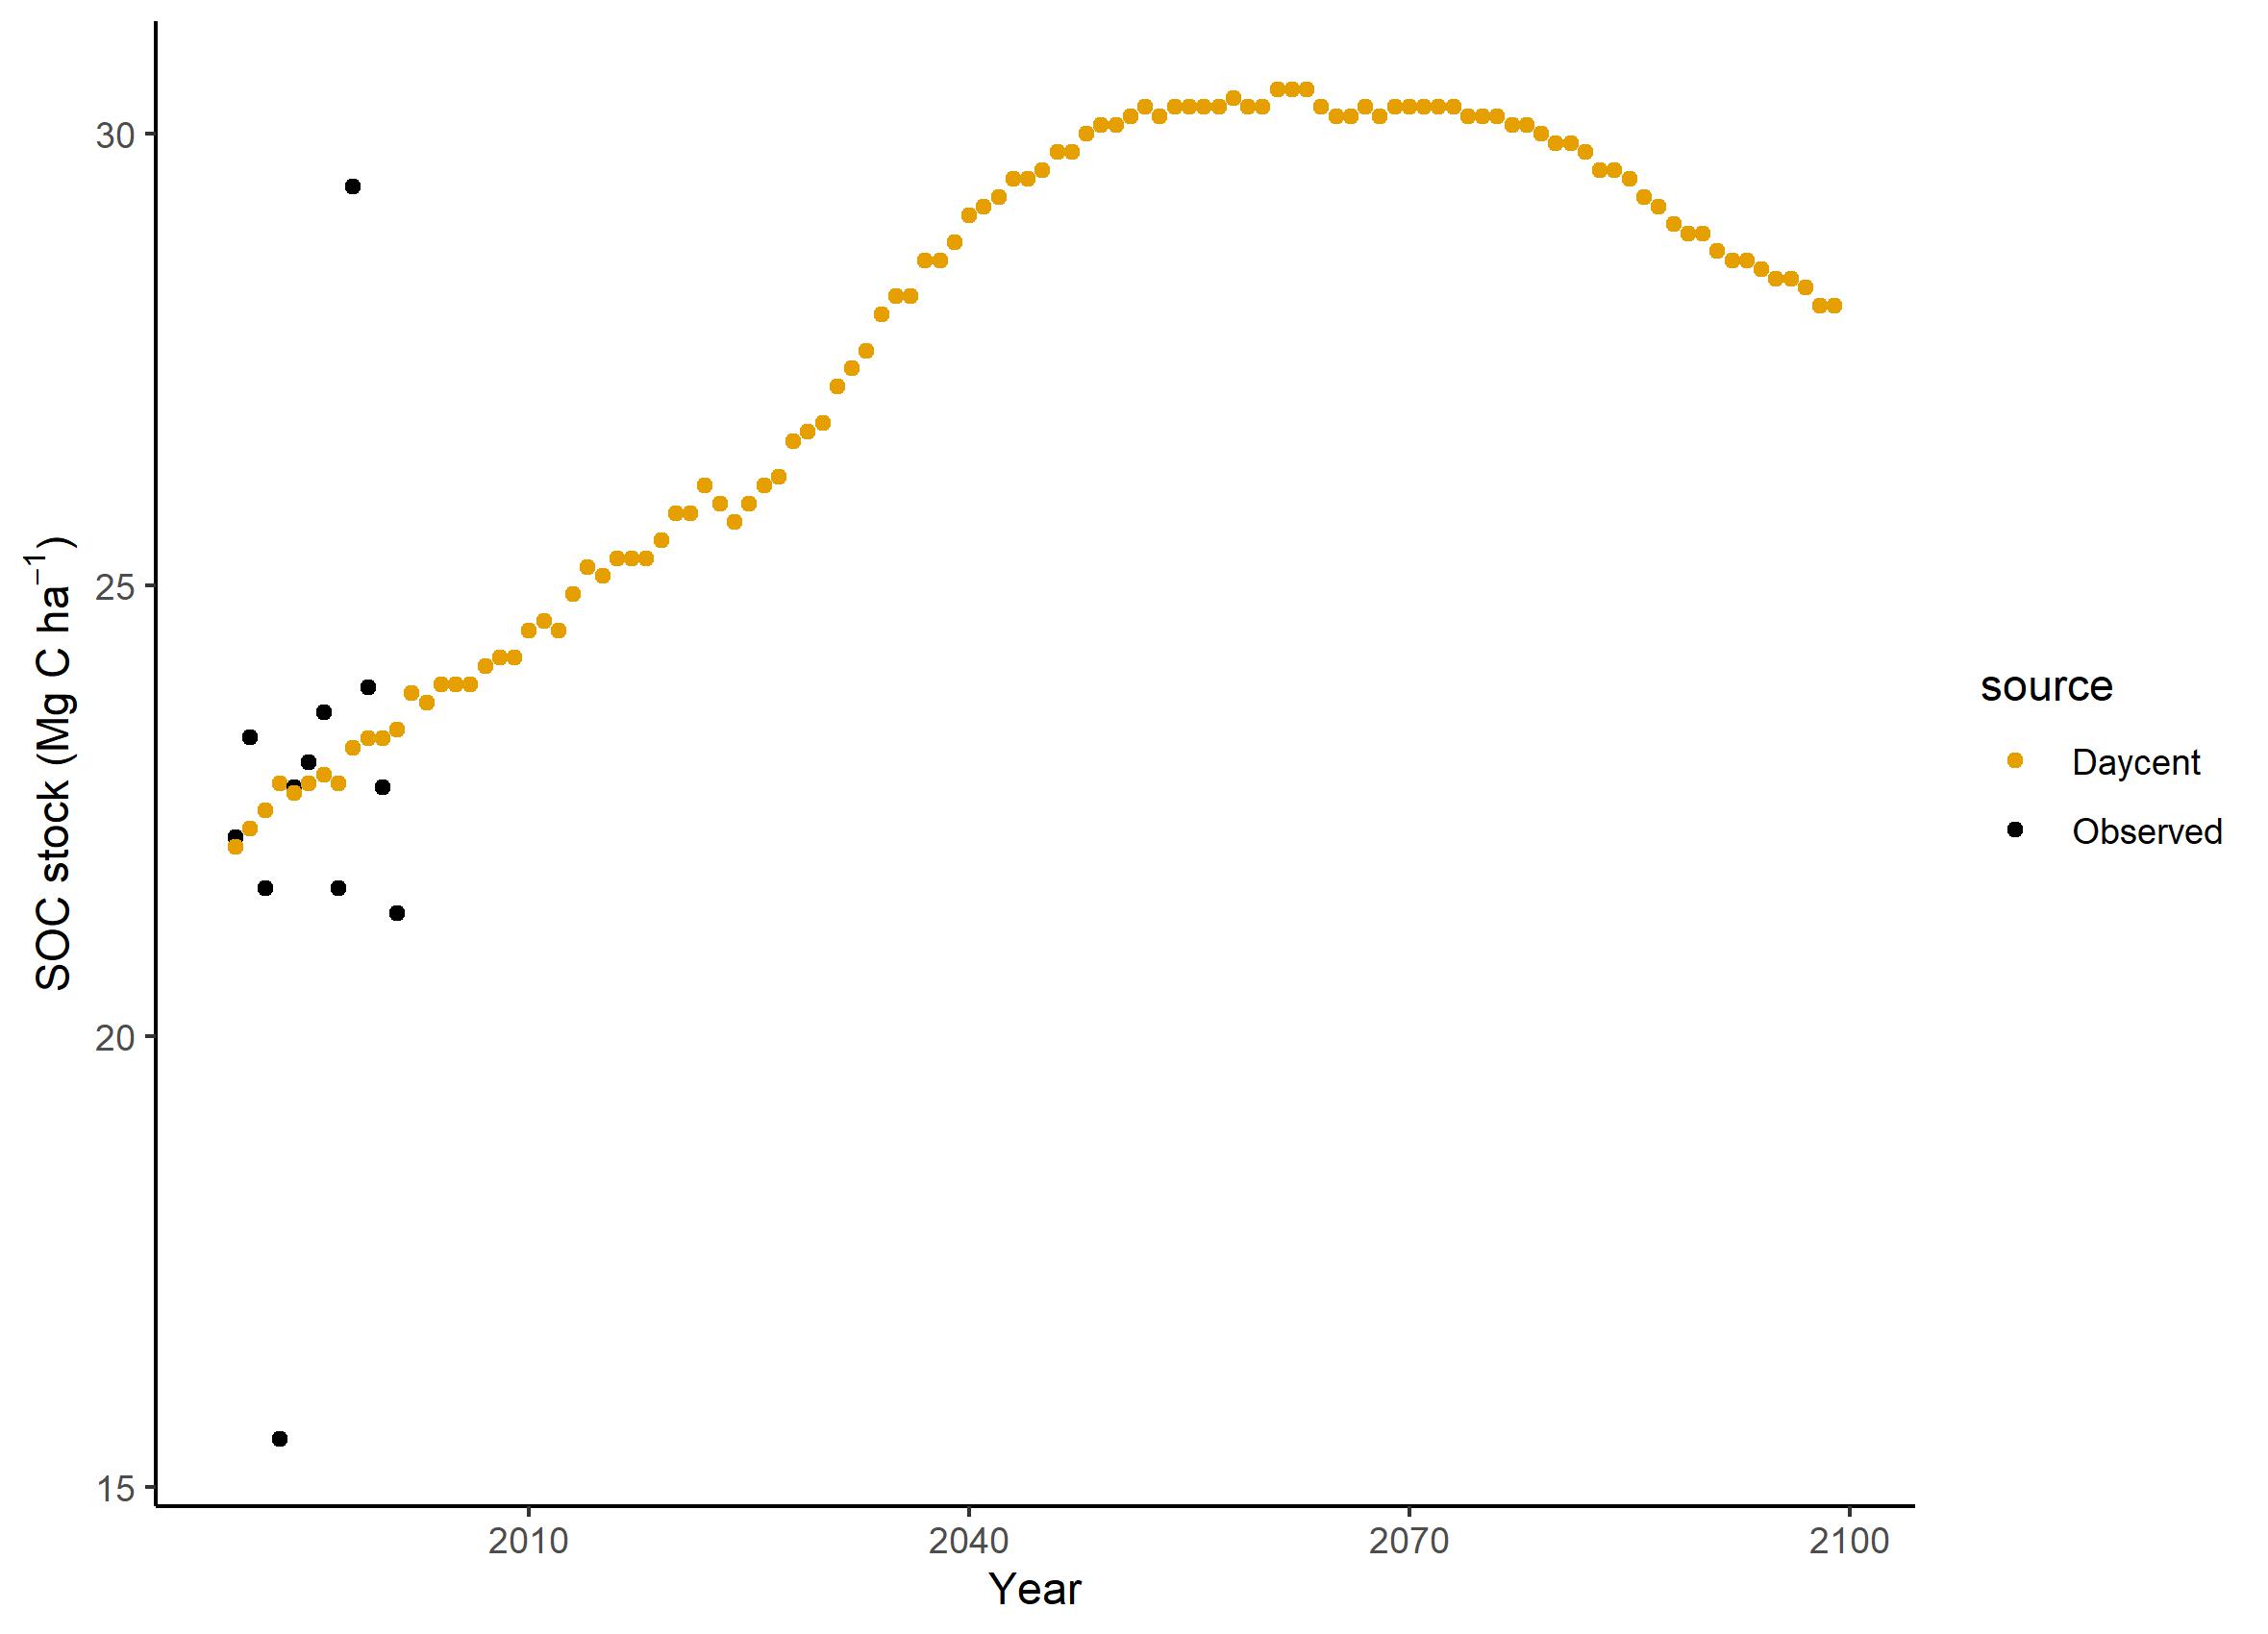 30
25
20
15
SOC stock (Mg C ha⁻¹)
2010 2040 2070 2100
Year
source
Daycent
Observed